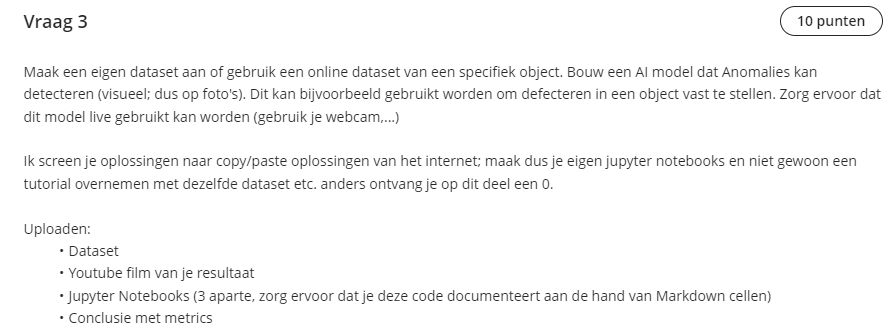 Vraag 3
10 punten
Maak een eigen dataset aan of gebruik een online dataset van een specifiek object. Bouw een AI model dat Anomalies kan
detecteren (visueel; dus op foto's). Dit kan bijvoorbeeld gebruikt worden om defecteren in een object vast te stellen. Zorg ervoor dat
dit model live gebruikt kan worden (gebruik je webcam,...)
Ik screen je oplossingen naar copy/paste oplossingen van het internet; maak dus je eigen jupyter notebooks en niet gewoon een
tutorial overnemen met dezelfde dataset etc. anders ontvang je op dit deel een 0.
Uploaden:
• Dataset
• Youtube film van je resultaat
• Jupyter Notebooks (3 aparte, zorg ervoor dat je deze code documenteert aan de hand van Markdown cellen)
• Conclusie met metrics